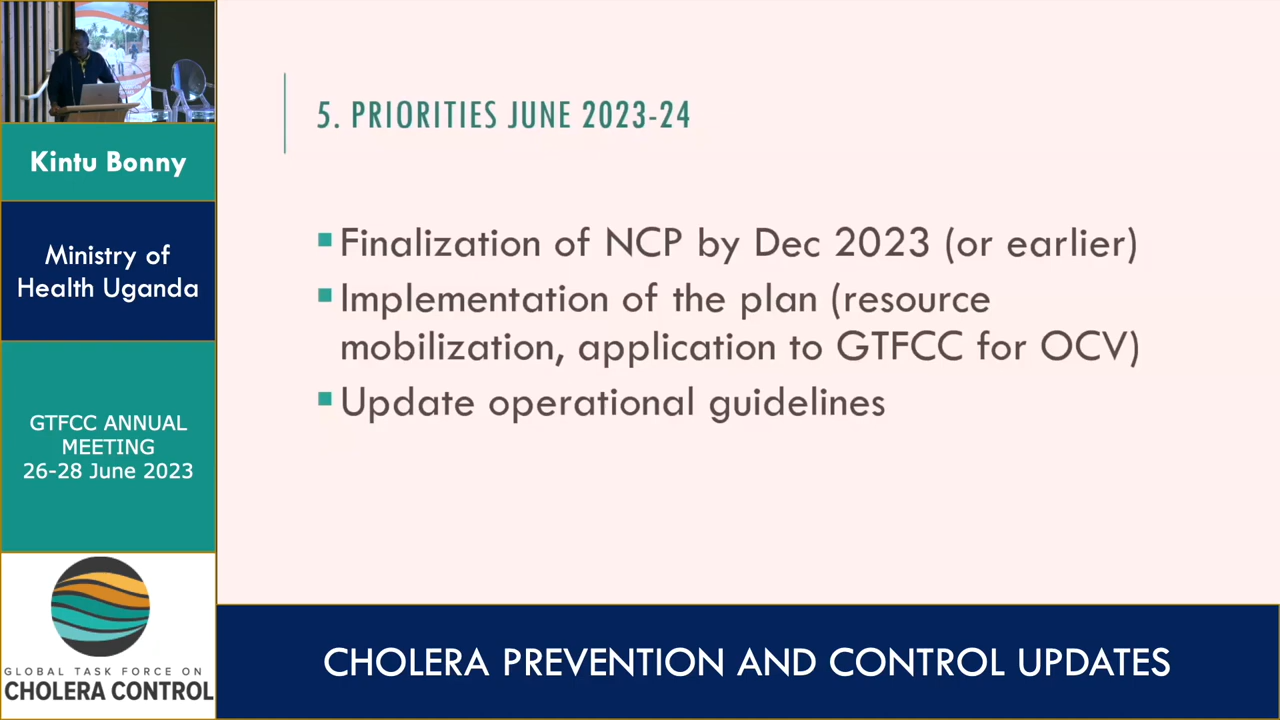 Kintu Bonny
Ministry of
Health Uganda
GTFCC ANNUAL
MEETING
26-28 June 2023
GLOBAL TASK FORCE ON
CHOLERA CONTROL
5. PRIORITIES JUNE 2023-24
▪Finalization of NCP by Dec 2023 (or earlier)
▪Implementation of the plan (resource
mobilization, application to GTFCC for OCV)
▪Update operational guidelines
CHOLERA PREVENTION AND CONTROL UPDATES